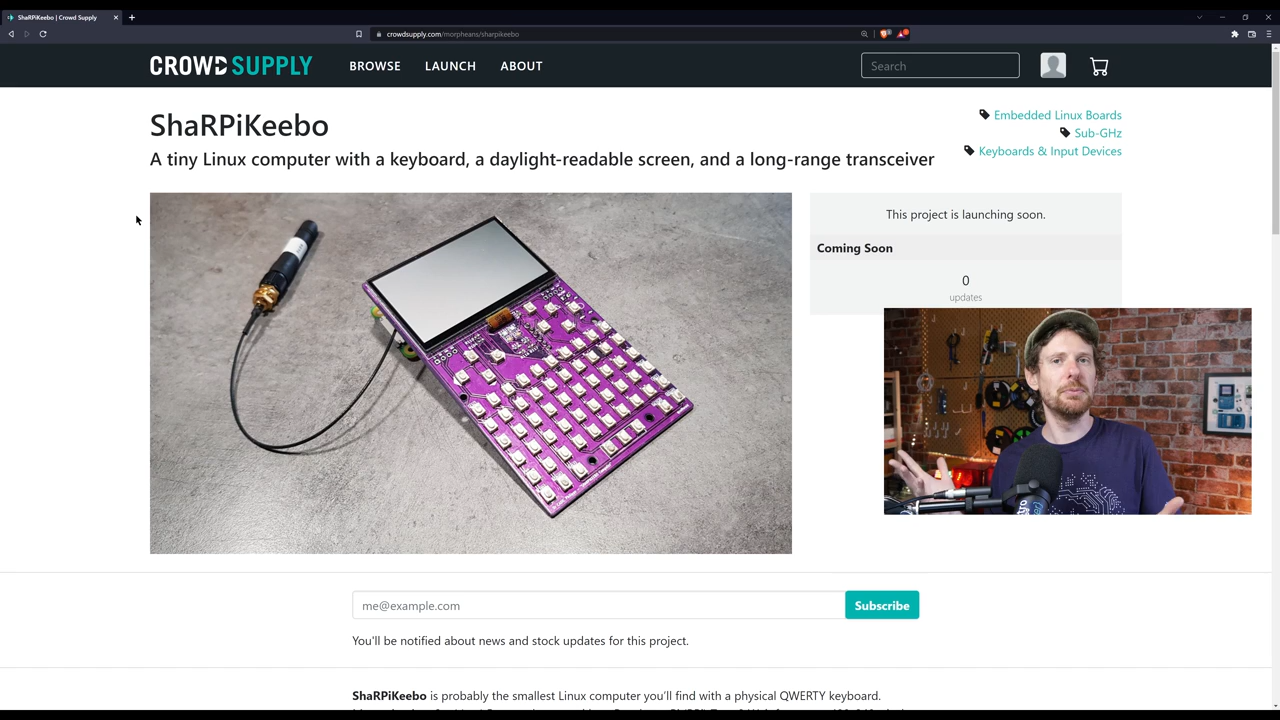 ShaRPiKeebo | Crowd Supply
crowdsupply.com/morpheans/sharpikeebo
CROWD SUPPLY
BROWSE
LAUNCH
ABOUT
Search
ShaRPiKeebo
A tiny Linux computer with a keyboard, a daylight-readable screen, and a long-range transceiver
Embedded Linux Boards
Sub-GHz
Keyboards & Input Devices
This project is launching soon.
Coming Soon
0
updates
me@example.com
Subscribe
You'll be notified about news and stock updates for this project.
ShaRPiKeebo is probably the smallest Linux computer you'll find with a physical QWERTY keyboard.